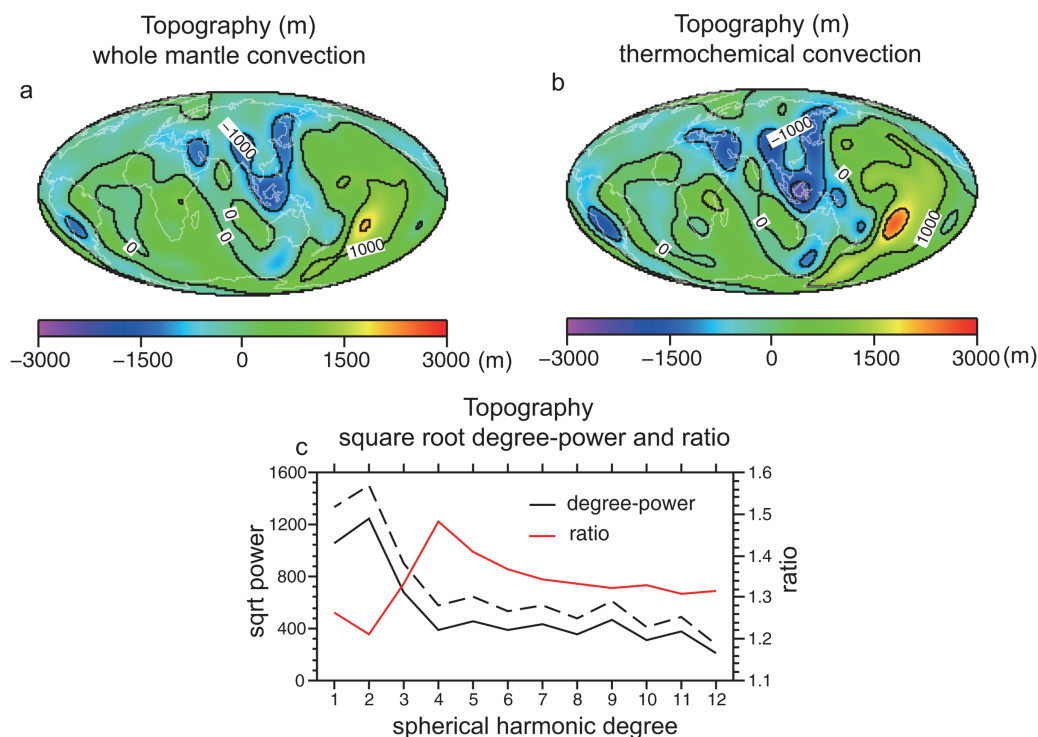 Topography (m)
whole mantle convection
a
−1000
0
0
0
1000
−3000 −1500 0 1500 3000 (m)
Topography (m)
thermochemical convection
b
−1000
0
0
0
1000
−3000 −1500 0 1500 3000 (m)
Topography
square root degree-power and ratio
c
1600
1200
800
400
0
sqrt power
degree-power
ratio
1.6
1.5
1.4
1.3
1.2
1.1
ratio
1 2 3 4 5 6 7 8 9 10 11 12
spherical harmonic degree